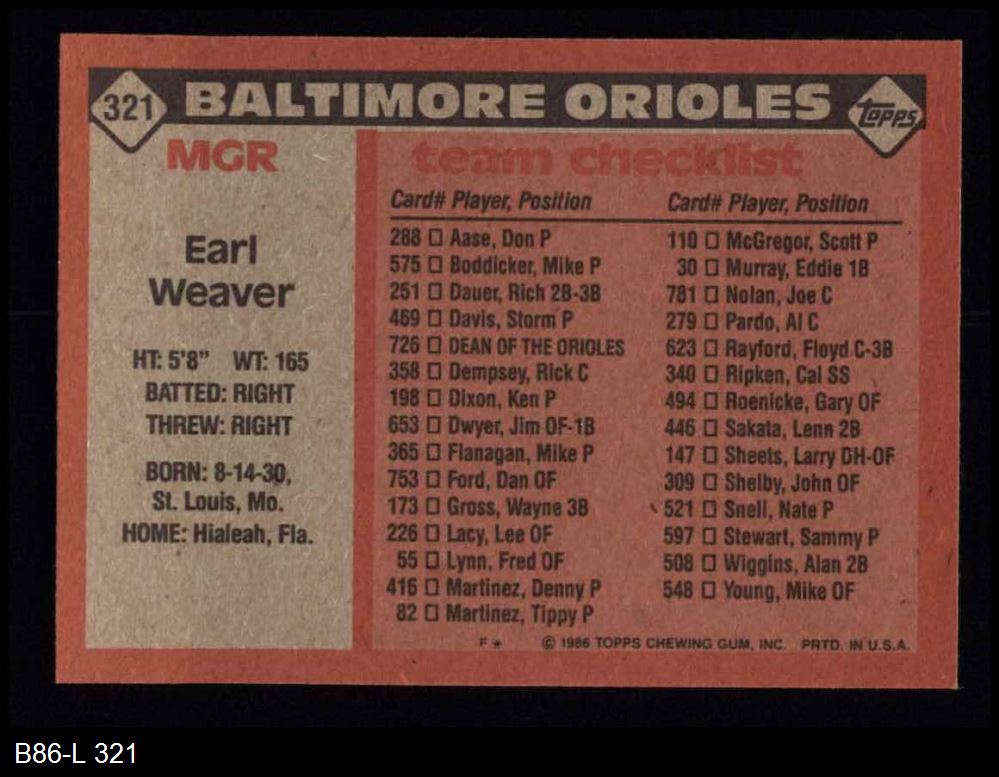 321 BALTIMORE ORIOLES topps
MGR
Earl
Weaver
HT: 5'8" WT: 165
BATTED: RIGHT
THREW: RIGHT
BORN: 8-14-30,
St. Louis, Mo.
HOME: Hialeah, Fla.
team checklist
Card# Player, Position
288 ☐ Aase, Don P
575 ☐ Boddicker, Mike P
251 ☐ Dauer, Rich 2B-3B
469 ☐ Davis, Storm P
726 ☐ DEAN OF THE ORIOLES
358 ☐ Dempsey, Rick C
198 ☐ Dixon, Ken P
653 ☐ Dwyer, Jim OF-1B
365 ☐ Flanagan, Mike P
753 ☐ Ford, Dan OF
173 ☐ Gross, Wayne 3B
226 ☐ Lacy, Lee OF
55 ☐ Lynn, Fred OF
416 ☐ Martinez, Denny P
82 ☐ Martinez, Tippy P
Card# Player, Position
110 ☐ McGregor, Scott P
30 ☐ Murray, Eddie 1B
781 ☐ Nolan, Joe C
279 ☐ Pardo, Al C
623 ☐ Rayford, Floyd C-3B
340 ☐ Ripken, Cal SS
494 ☐ Roenicke, Gary OF
446 ☐ Sakata, Lenn 2B
147 ☐ Sheets, Larry DH-OF
309 ☐ Shelby, John OF
521 ☐ Snell, Nate P
597 ☐ Stewart, Sammy P
508 ☐ Wiggins, Alan 2B
548 ☐ Young, Mike OF
F * © 1986 TOPPS CHEWING GUM, INC. PRTD. IN U.S.A.
B86-L 321